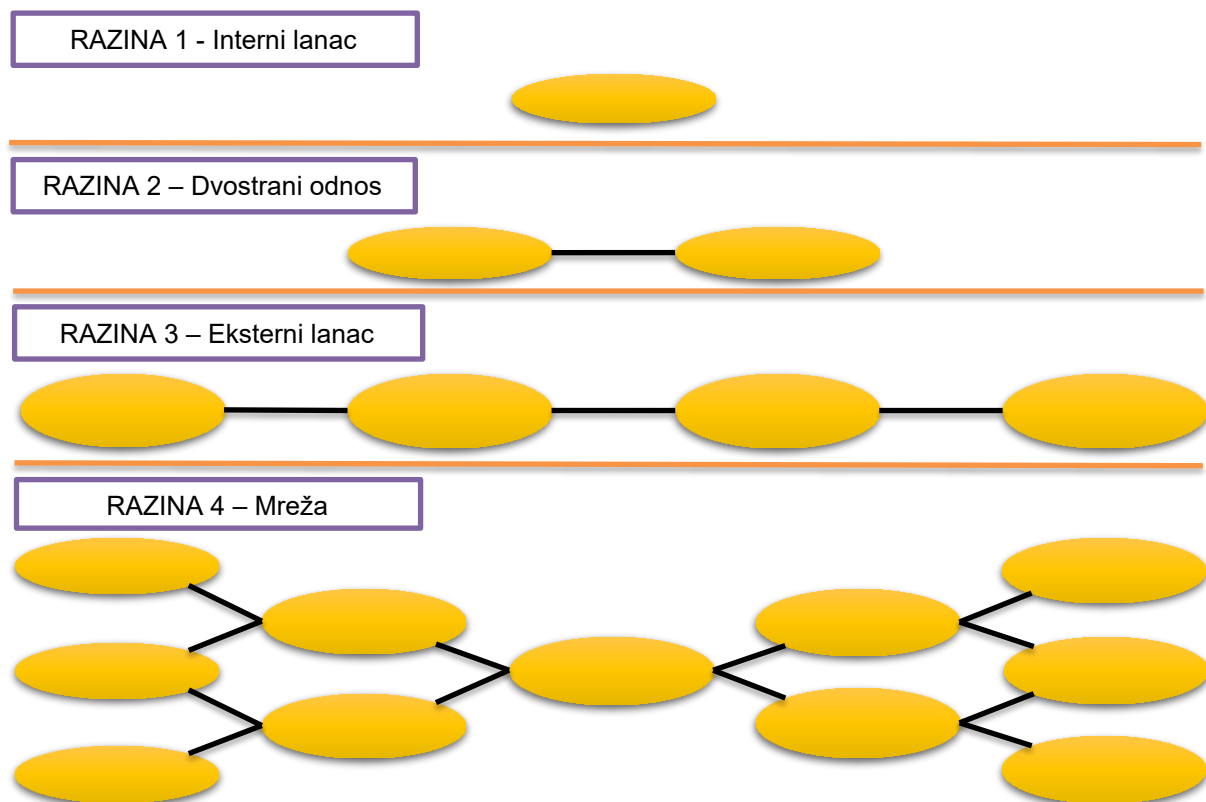 RAZINA 1 - Interni lanac
RAZINA 2 – Dvostrani odnos
RAZINA 3 – Eksterni lanac
RAZINA 4 – Mreža